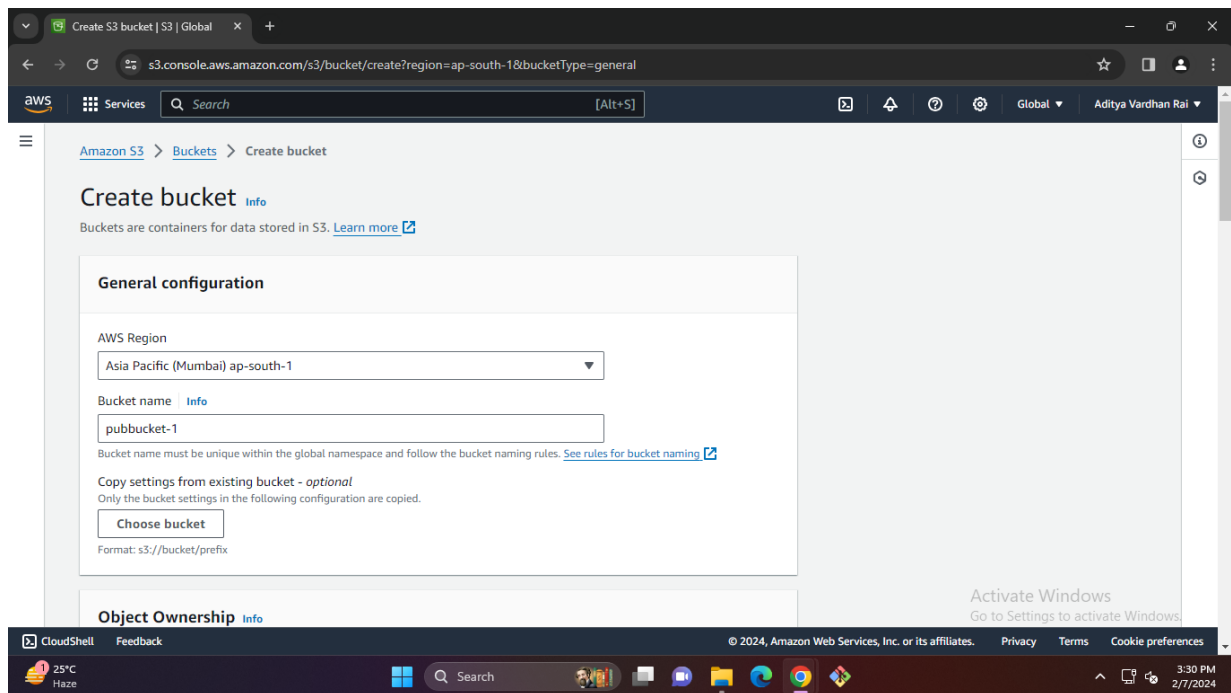 Create S3 bucket | S3 | Global
s3.console.aws.amazon.com/s3/bucket/create?region=ap-south-1&bucketType=general
aws Services Search [Alt+S] Global Aditya Vardhan Rai
Amazon S3 > Buckets > Create bucket
Create bucket Info
Buckets are containers for data stored in S3. Learn more
General configuration
AWS Region
Asia Pacific (Mumbai) ap-south-1
Bucket name Info
pubbucket-1
Bucket name must be unique within the global namespace and follow the bucket naming rules. See rules for bucket naming
Copy settings from existing bucket - optional
Only the bucket settings in the following configuration are copied.
Choose bucket
Format: s3://bucket/prefix
Object Ownership Info
Activate Windows
Go to Settings to activate Windows.
CloudShell Feedback © 2024, Amazon Web Services, Inc. or its affiliates. Privacy Terms Cookie preferences
1 25°C
Haze
Search
3:30 PM
2/7/2024